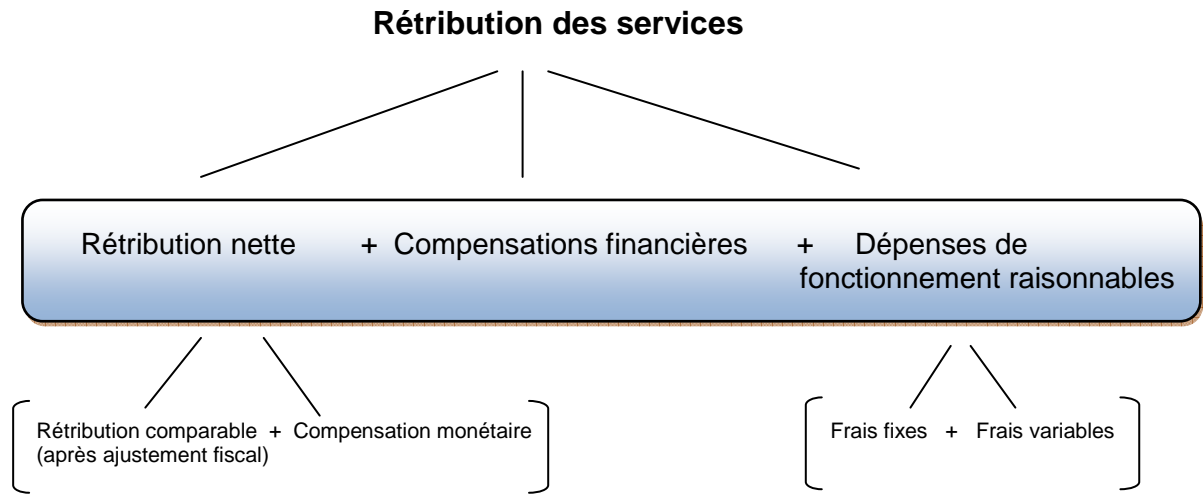 Rétribution des services
Rétribution nette + Compensations financières + Dépenses de
fonctionnement raisonnables
Rétribution comparable + Compensation monétaire
(après ajustement fiscal)
Frais fixes + Frais variables